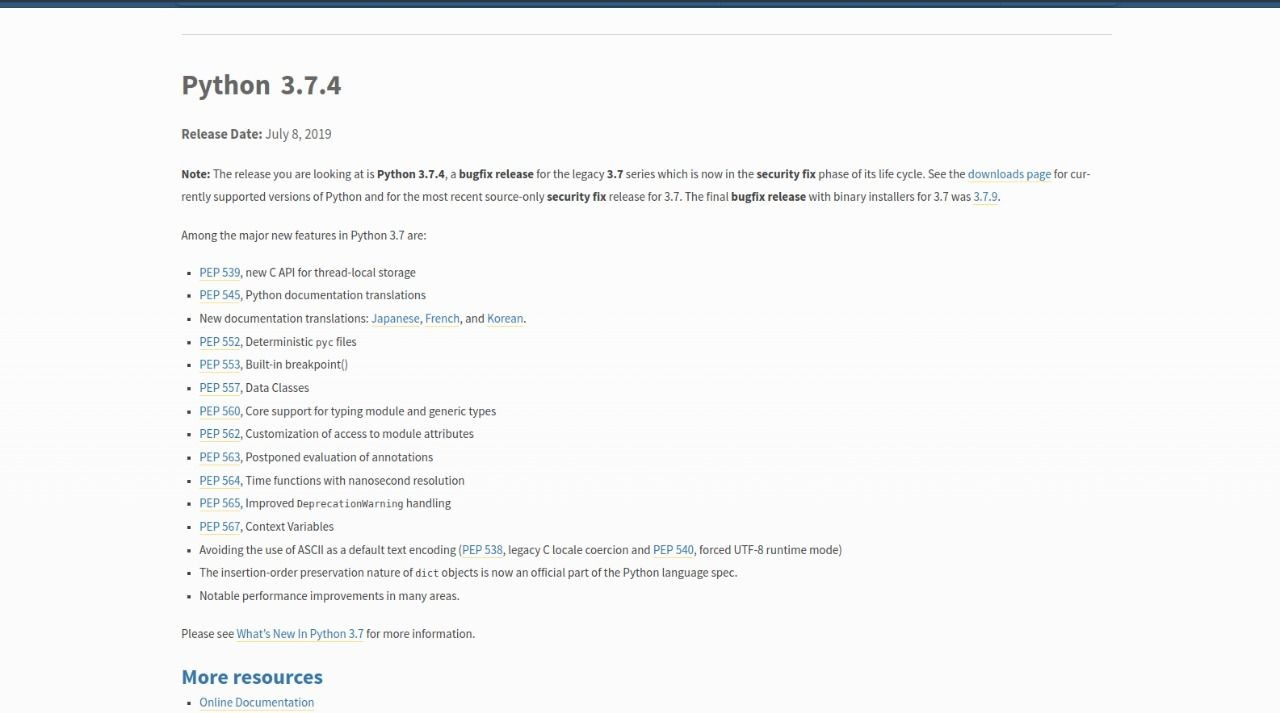 Python 3.7.4
Release Date: July 8, 2019
Note: The release you are looking at is Python 3.7.4, a bugfix release for the legacy 3.7 series which is now in the security fix phase of its life cycle. See the downloads page for cur-
rently supported versions of Python and for the most recent source-only security fix release for 3.7. The final bugfix release with binary installers for 3.7 was 3.7.9.
Among the major new features in Python 3.7 are:
▪ PEP 539, new C API for thread-local storage
▪ PEP 545, Python documentation translations
▪ New documentation translations: Japanese, French, and Korean.
▪ PEP 552, Deterministic pyc files
▪ PEP 553, Built-in breakpoint()
▪ PEP 557, Data Classes
▪ PEP 560, Core support for typing module and generic types
▪ PEP 562, Customization of access to module attributes
▪ PEP 563, Postponed evaluation of annotations
▪ PEP 564, Time functions with nanosecond resolution
▪ PEP 565, Improved DeprecationWarning handling
▪ PEP 567, Context Variables
▪ Avoiding the use of ASCII as a default text encoding (PEP 538, legacy C locale coercion and PEP 540, forced UTF-8 runtime mode)
▪ The insertion-order preservation nature of dict objects is now an official part of the Python language spec.
▪ Notable performance improvements in many areas.
Please see What's New In Python 3.7 for more information.
More resources
▪ Online Documentation